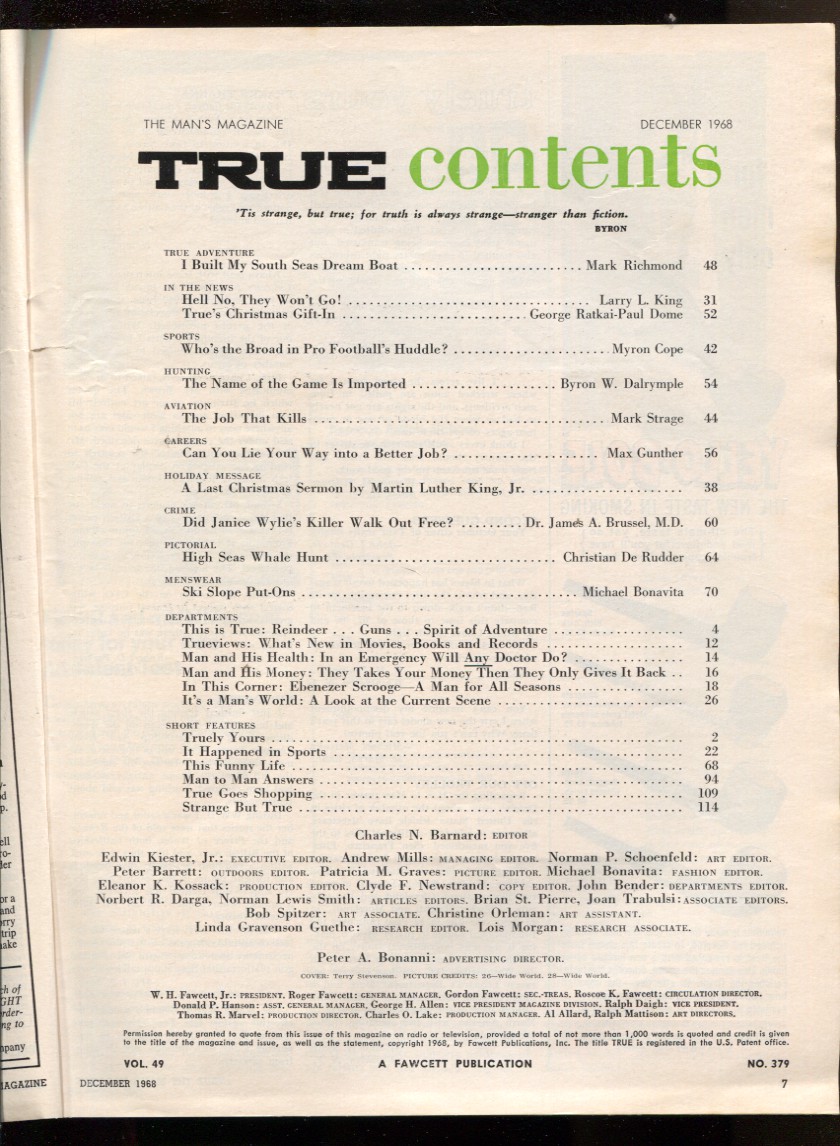 THE MAN'S MAGAZINE
DECEMBER 1968
TRUE contents
'Tis strange, but true; for truth is always strange—stranger than fiction.
BYRON
TRUE ADVENTURE
I Built My South Seas Dream Boat .......................... Mark Richmond 48
IN THE NEWS
Hell No, They Won't Go! .................................. Larry L. King 31
True's Christmas Gift-In .......................... George Ratkai-Paul Dome 52
SPORTS
Who's the Broad in Pro Football's Huddle? ...................... Myron Cope 42
HUNTING
The Name of the Game Is Imported .................... Byron W. Dalrymple 54
AVIATION
The Job That Kills ........................................ Mark Strage 44
CAREERS
Can You Lie Your Way into a Better Job? .................... Max Gunther 56
HOLIDAY MESSAGE
A Last Christmas Sermon by Martin Luther King, Jr. ..................... 38
CRIME
Did Janice Wylie's Killer Walk Out Free? ......... Dr. James A. Brussel, M.D. 60
PICTORIAL
High Seas Whale Hunt ............................... Christian De Rudder 64
MENSWEAR
Ski Slope Put-Ons ...................................... Michael Bonavita 70
DEPARTMENTS
This is True: Reindeer . . . Guns . . . Spirit of Adventure .................. 4
Trueviews: What's New in Movies, Books and Records .................. 12
Man and His Health: In an Emergency Will Any Doctor Do? .............. 14
Man and His Money: They Takes Your Money Then They Only Gives It Back .. 16
In This Corner: Ebenezer Scrooge—A Man for All Seasons ................ 18
It's a Man's World: A Look at the Current Scene .......................... 26
SHORT FEATURES
Truely Yours ........................................................ 2
It Happened in Sports ................................................ 22
This Funny Life ...................................................... 68
Man to Man Answers .................................................. 94
True Goes Shopping .................................................. 109
Strange But True ..................................................... 114
Charles N. Barnard: EDITOR
Edwin Kiester, Jr.: EXECUTIVE EDITOR. Andrew Mills: MANAGING EDITOR. Norman P. Schoenfeld: ART EDITOR.
Peter Barrett: OUTDOORS EDITOR. Patricia M. Graves: PICTURE EDITOR. Michael Bonavita: FASHION EDITOR.
Eleanor K. Kossack: PRODUCTION EDITOR. Clyde F. Newstrand: COPY EDITOR. John Bender: DEPARTMENTS EDITOR.
Norbert R. Darga, Norman Lewis Smith: ARTICLES EDITORS. Brian St. Pierre, Joan Trabulsi: ASSOCIATE EDITORS.
Bob Spitzer: ART ASSOCIATE. Christine Orleman: ART ASSISTANT.
Linda Gravenson Guethe: RESEARCH EDITOR. Lois Morgan: RESEARCH ASSOCIATE.
Peter A. Bonanni: ADVERTISING DIRECTOR.
COVER: Terry Stevenson. PICTURE CREDITS: 26—Wide World. 28—Wide World.
W. H. Fawcett, Jr.: PRESIDENT. Roger Fawcett: GENERAL MANAGER. Gordon Fawcett: SEC.-TREAS. Roscoe K. Fawcett: CIRCULATION DIRECTOR.
Donald P. Hanson: ASST. GENERAL MANAGER. George H. Allen: VICE PRESIDENT MAGAZINE DIVISION. Ralph Daigh: VICE PRESIDENT.
Thomas R. Marvel: PRODUCTION DIRECTOR. Charles O. Lake: PRODUCTION MANAGER. Al Allard, Ralph Mattison: ART DIRECTORS.
Permission hereby granted to quote from this issue of this magazine on radio or television, provided a total of not more than 1,000 words is quoted and credit is given
to the title of the magazine and issue, as well as the statement, copyright 1968, by Fawcett Publications, Inc. The title TRUE is registered in the U.S. Patent office.
VOL. 49
A FAWCETT PUBLICATION
NO. 379
DECEMBER 1968
7